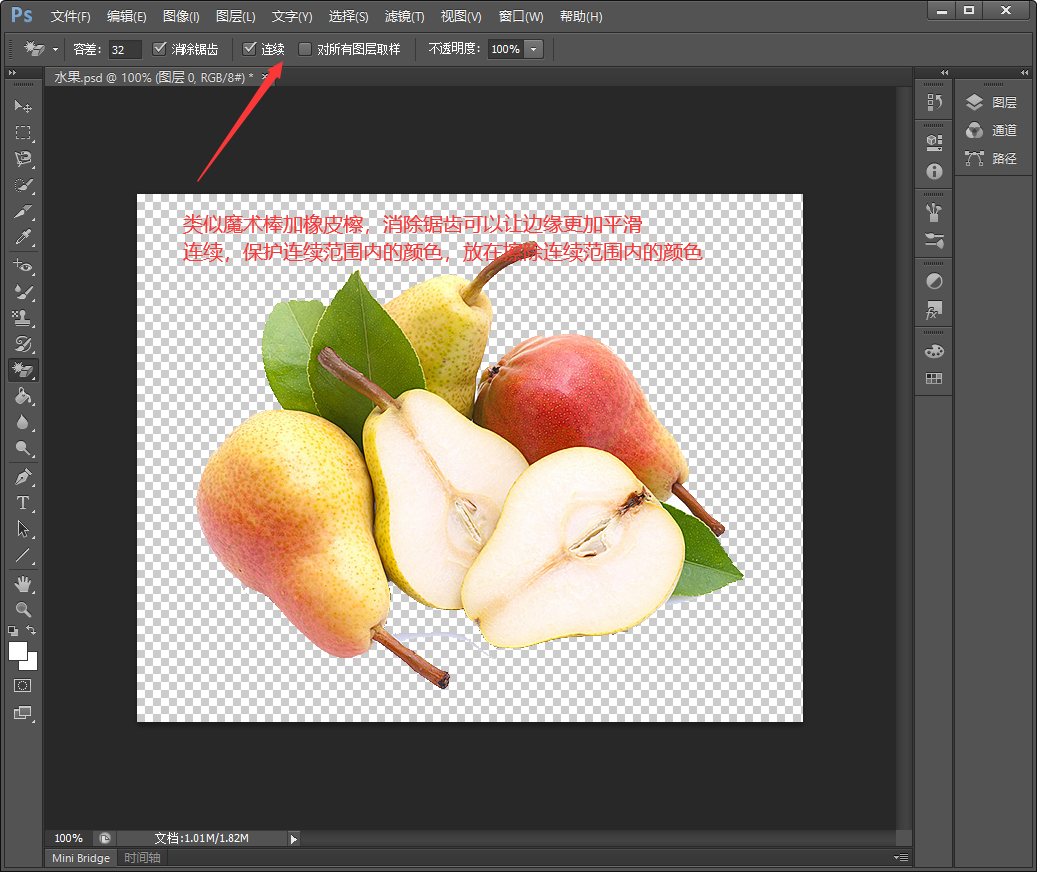 Ps 文件(F) 编辑(E) 图像(I) 图层(L) 文字(Y) 选择(S) 滤镜(T) 视图(V) 窗口(W) 帮助(H)
容差: 32 消除锯齿 连续 对所有图层取样 不透明度: 100%
水果.psd @ 100% (图层 0, RGB/8#) * ×
图层
通道
路径
类似魔术棒加橡皮檫，消除锯齿可以让边缘更加平滑
连续，保护连续范围内的颜色，放在擦除连续范围内的颜色
100% 文档:1.01M/1.82M
Mini Bridge 时间轴